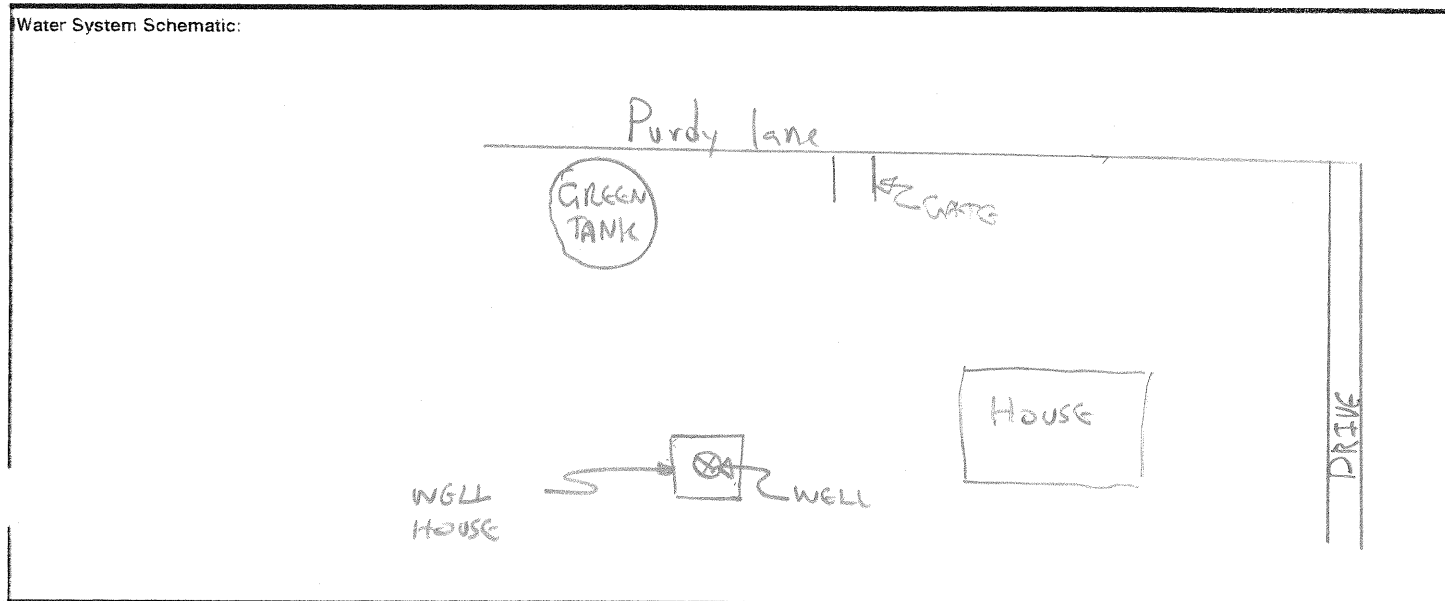 Water System Schematic:
Purdy lane
GREEN
TANK
GATE
HOUSE
DRIVE
WELL
HOUSE
WELL